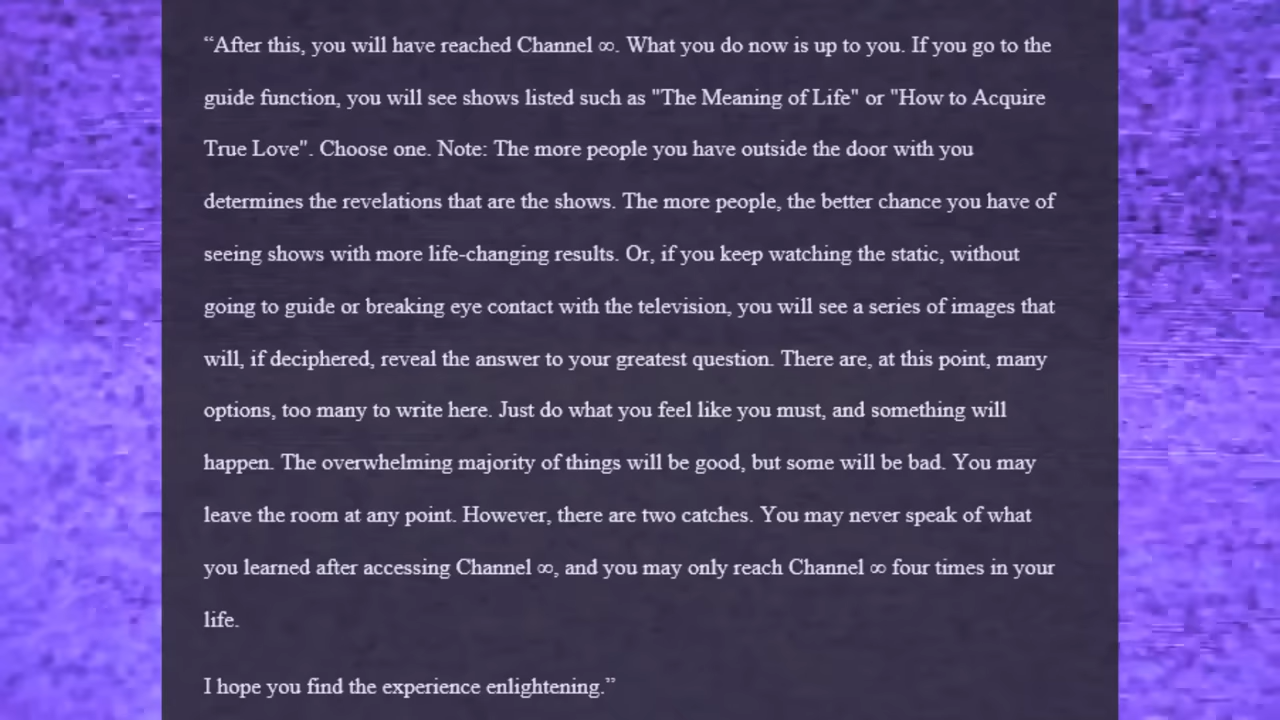 “After this, you will have reached Channel ∞. What you do now is up to you. If you go to the
guide function, you will see shows listed such as "The Meaning of Life" or "How to Acquire
True Love". Choose one. Note: The more people you have outside the door with you
determines the revelations that are the shows. The more people, the better chance you have of
seeing shows with more life-changing results. Or, if you keep watching the static, without
going to guide or breaking eye contact with the television, you will see a series of images that
will, if deciphered, reveal the answer to your greatest question. There are, at this point, many
options, too many to write here. Just do what you feel like you must, and something will
happen. The overwhelming majority of things will be good, but some will be bad. You may
leave the room at any point. However, there are two catches. You may never speak of what
you learned after accessing Channel ∞, and you may only reach Channel ∞ four times in your
life.
I hope you find the experience enlightening.”